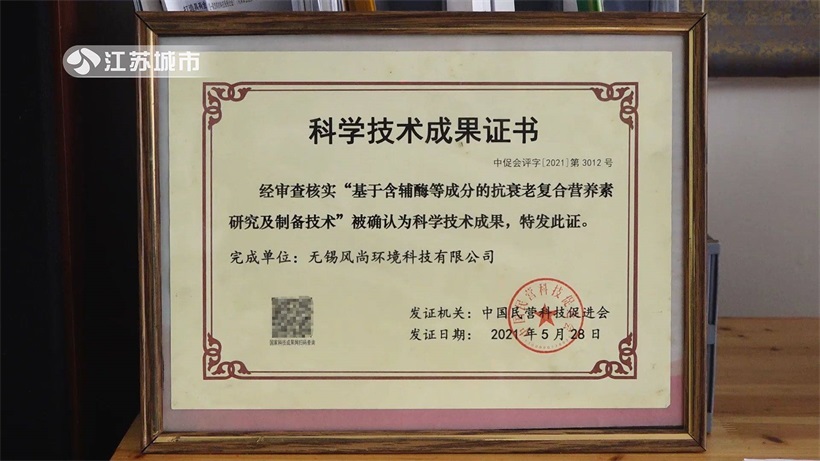 江苏城市
科学技术成果证书
中促会评字[2021]第3012号
经审查核实“基于含辅酶等成分的抗衰老复合营养素
研究及制备技术”被确认为科学技术成果，特发此证。
完成单位：无锡风尚环境科技有限公司
发证机关：中国民营科技促进会
发证日期： 2021年5月28日